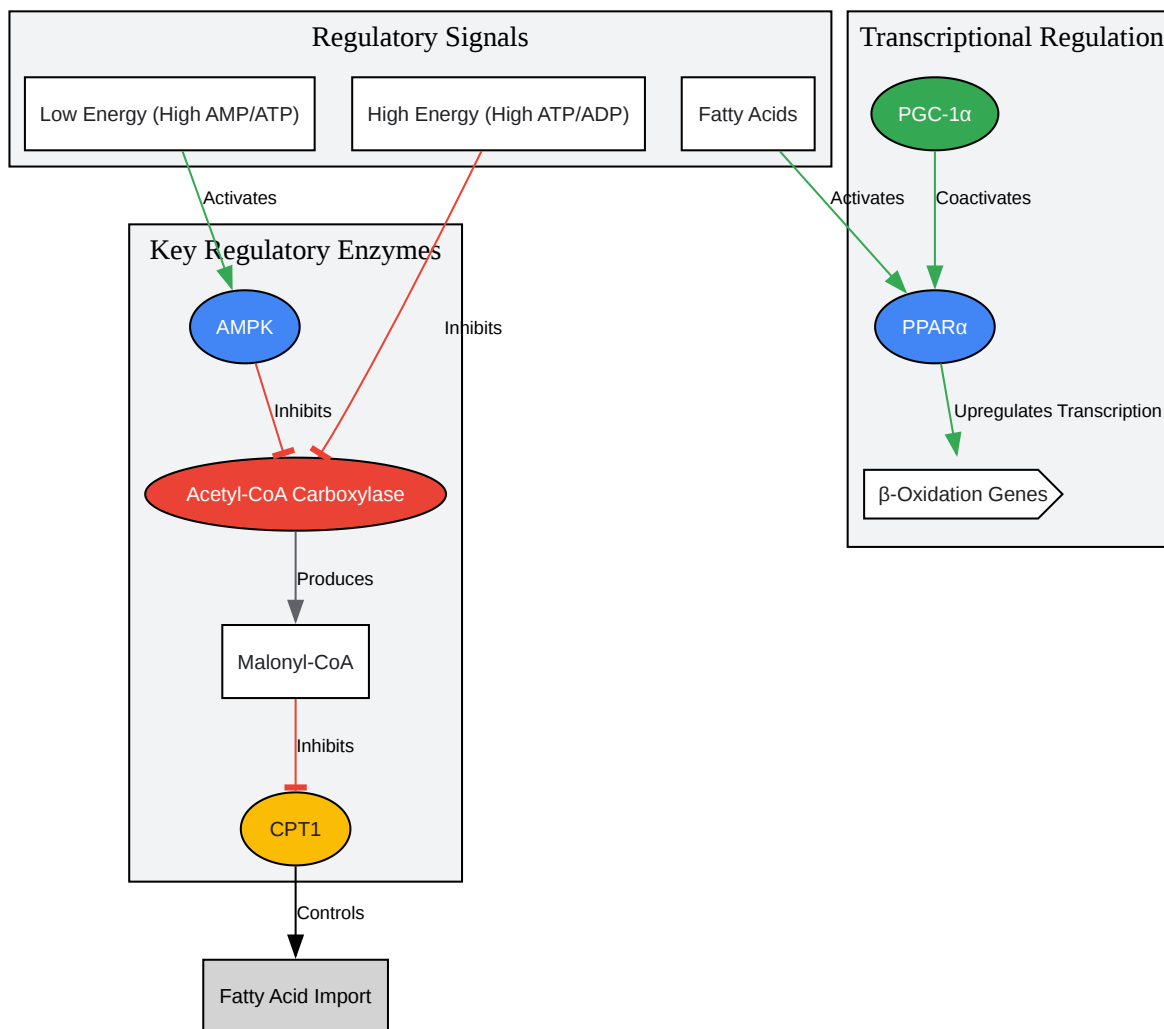 Regulatory Signals
Transcriptional Regulation
Low Energy (High AMP/ATP)
High Energy (High ATP/ADP)
Fatty Acids
PGC-1α
Activates
Activates
Coactivates
Key Regulatory Enzymes
AMPK
Inhibits
PPARα
Inhibits
Upregulates Transcription
Acetyl-CoA Carboxylase
β-Oxidation Genes
Produces
Malonyl-CoA
Inhibits
CPT1
Controls
Fatty Acid Import